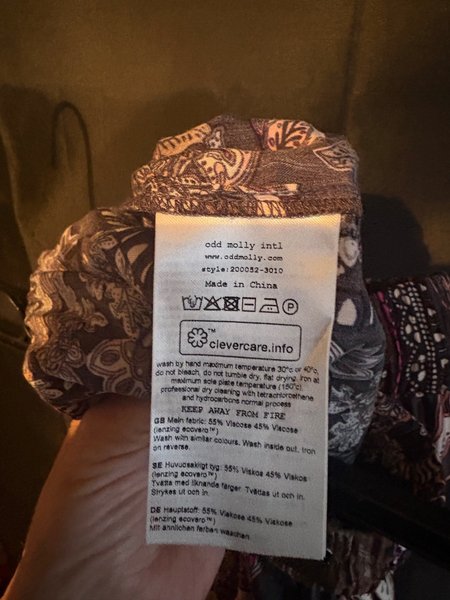 odd molly intl
www.oddmolly.com
style:200052-3010
Made in China
clevercare.info
wash by hand maximum temperature 30°c or 40°c,
do not bleach, do not tumble dry, flat drying, iron at
maximum sole plate temperature (150°c)
professional dry cleaning with tetrachloroethene
and hydrocarbons normal process
KEEP AWAY FROM FIRE
GB Main fabric: 55% Viscose 45% Viscose
(lenzing ecovero™)
Wash with similar colours. Wash inside out. Iron
on reverse.
SE Huvudsakligt tyg: 55% Viskos 45% Viskos
(lenzing ecovero™)
Tvätta med liknande färger. Tvättas ut och in.
Strykes ut och in.
DE Hauptstoff: 55% Viskose 45% Viskose
(lenzing ecovero™)
Mit ähnlichen farben waschen.